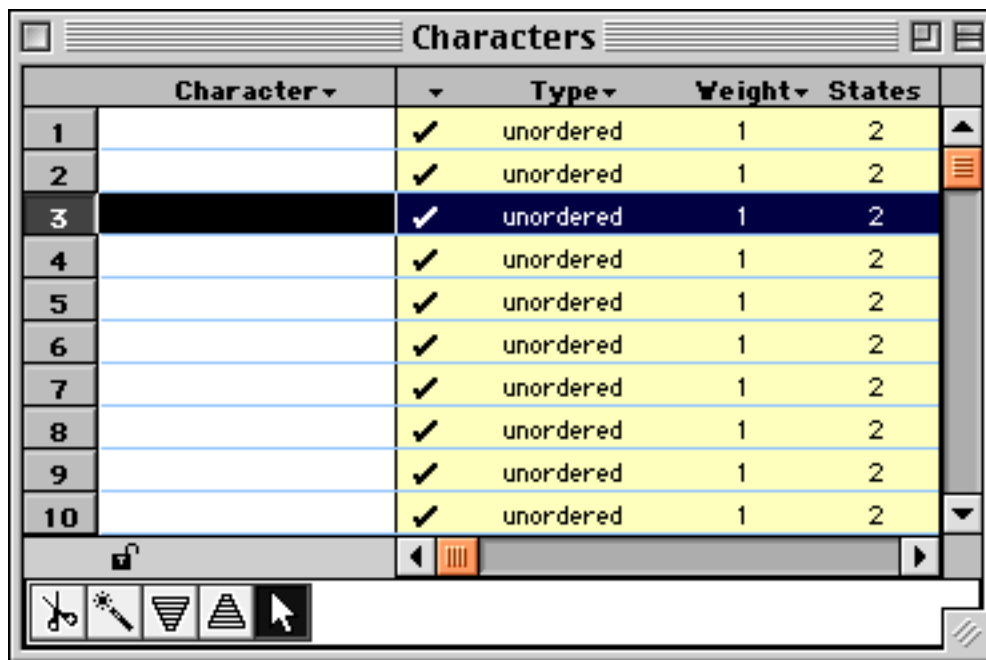 Characters
Character Type Weight States
1 unordered 1 2
2 unordered 1 2
3 unordered 1 2
4 unordered 1 2
5 unordered 1 2
6 unordered 1 2
7 unordered 1 2
8 unordered 1 2
9 unordered 1 2
10 unordered 1 2